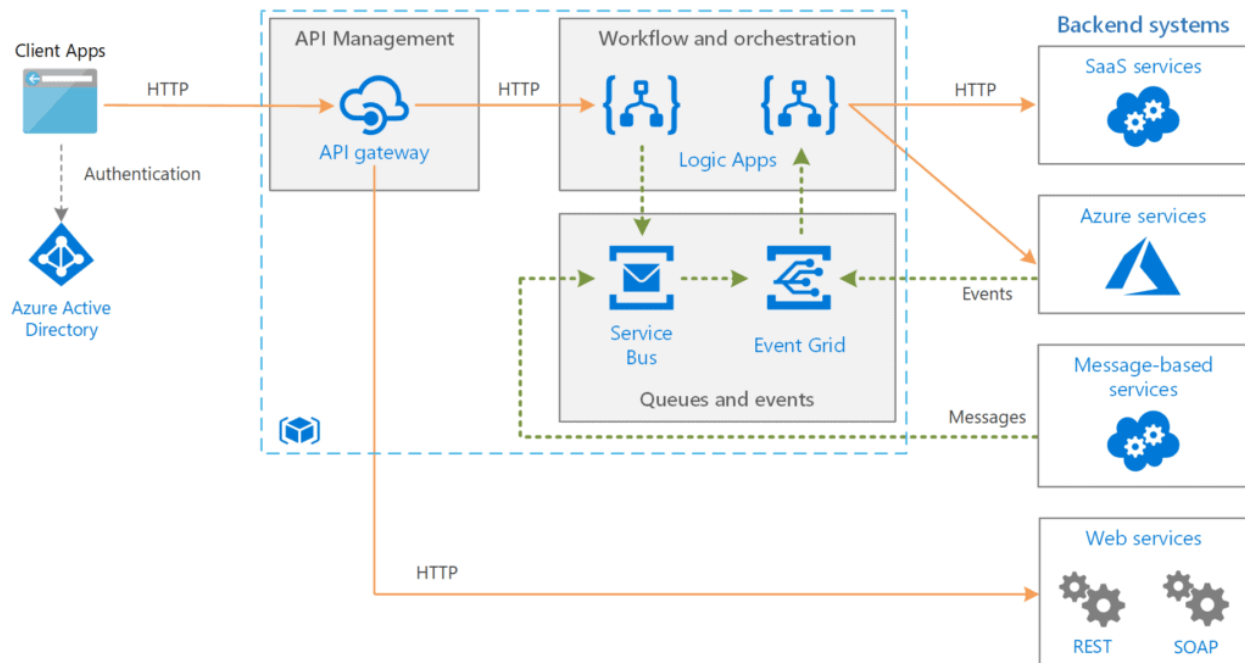 Client Apps
HTTP
Authentication
Azure Active
Directory
API Management
API gateway
HTTP
Workflow and orchestration
Logic Apps
Service
Bus
Event Grid
Queues and events
HTTP
Events
Messages
HTTP
Backend systems
SaaS services
Azure services
Message-based
services
Web services
REST
SOAP